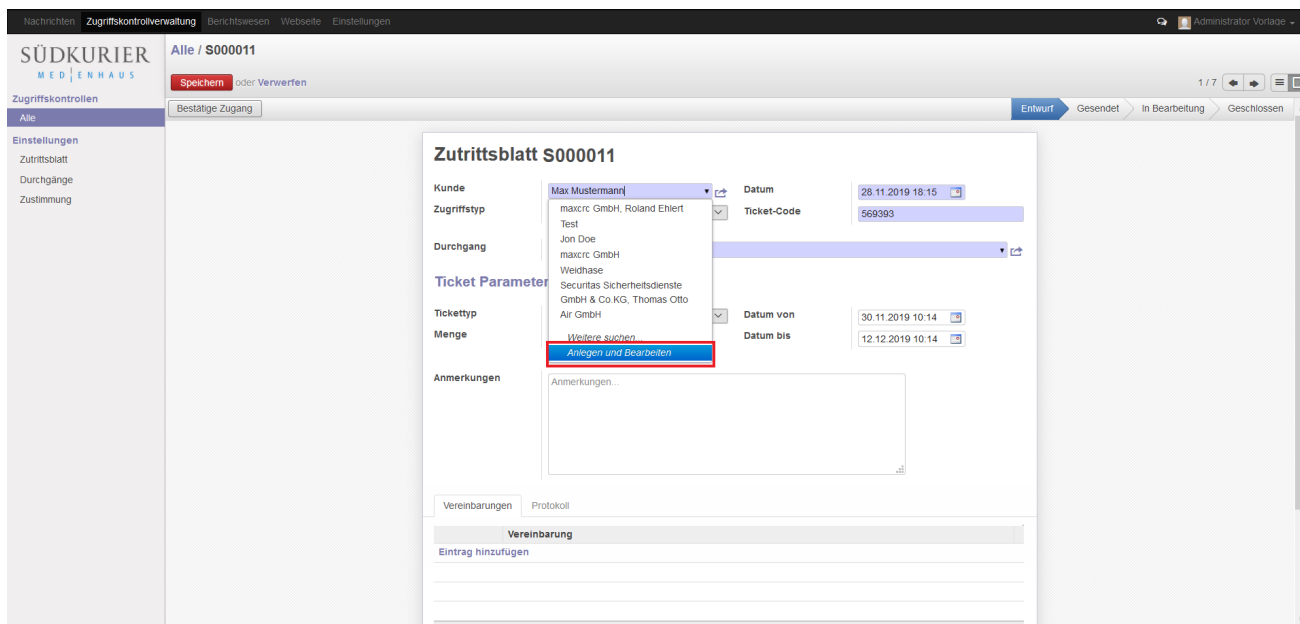 Nachrichten Zugriffskontrollverwaltung Berichtswesen Webseite Einstellungen Administrator Vorlage
SÜDKURIER
MEDIENHAUS
Alle / S000011
Speichern oder Verwerfen
1 / 7
Zugriffskontrollen
Alle
Einstellungen
Zutrittsblatt
Durchgänge
Zustimmung
Bestätige Zugang
Entwurf Gesendet In Bearbeitung Geschlossen
Zutrittsblatt S000011
Kunde Max Mustermann Datum 28.11.2019 18:15
Zugriffstyp Ticket-Code 569393
maxcrc GmbH, Roland Ehlert
Test
Jon Doe
maxcrc GmbH
Weidhase
Securitas Sicherheitsdienste
GmbH & Co.KG, Thomas Otto
Air GmbH
Weitere suchen...
Anlegen und Bearbeiten
Durchgang
Ticket Parameter
Tickettyp Datum von 30.11.2019 10:14
Menge Datum bis 12.12.2019 10:14
Anmerkungen Anmerkungen...
Vereinbarungen Protokoll
Vereinbarung
Eintrag hinzufügen